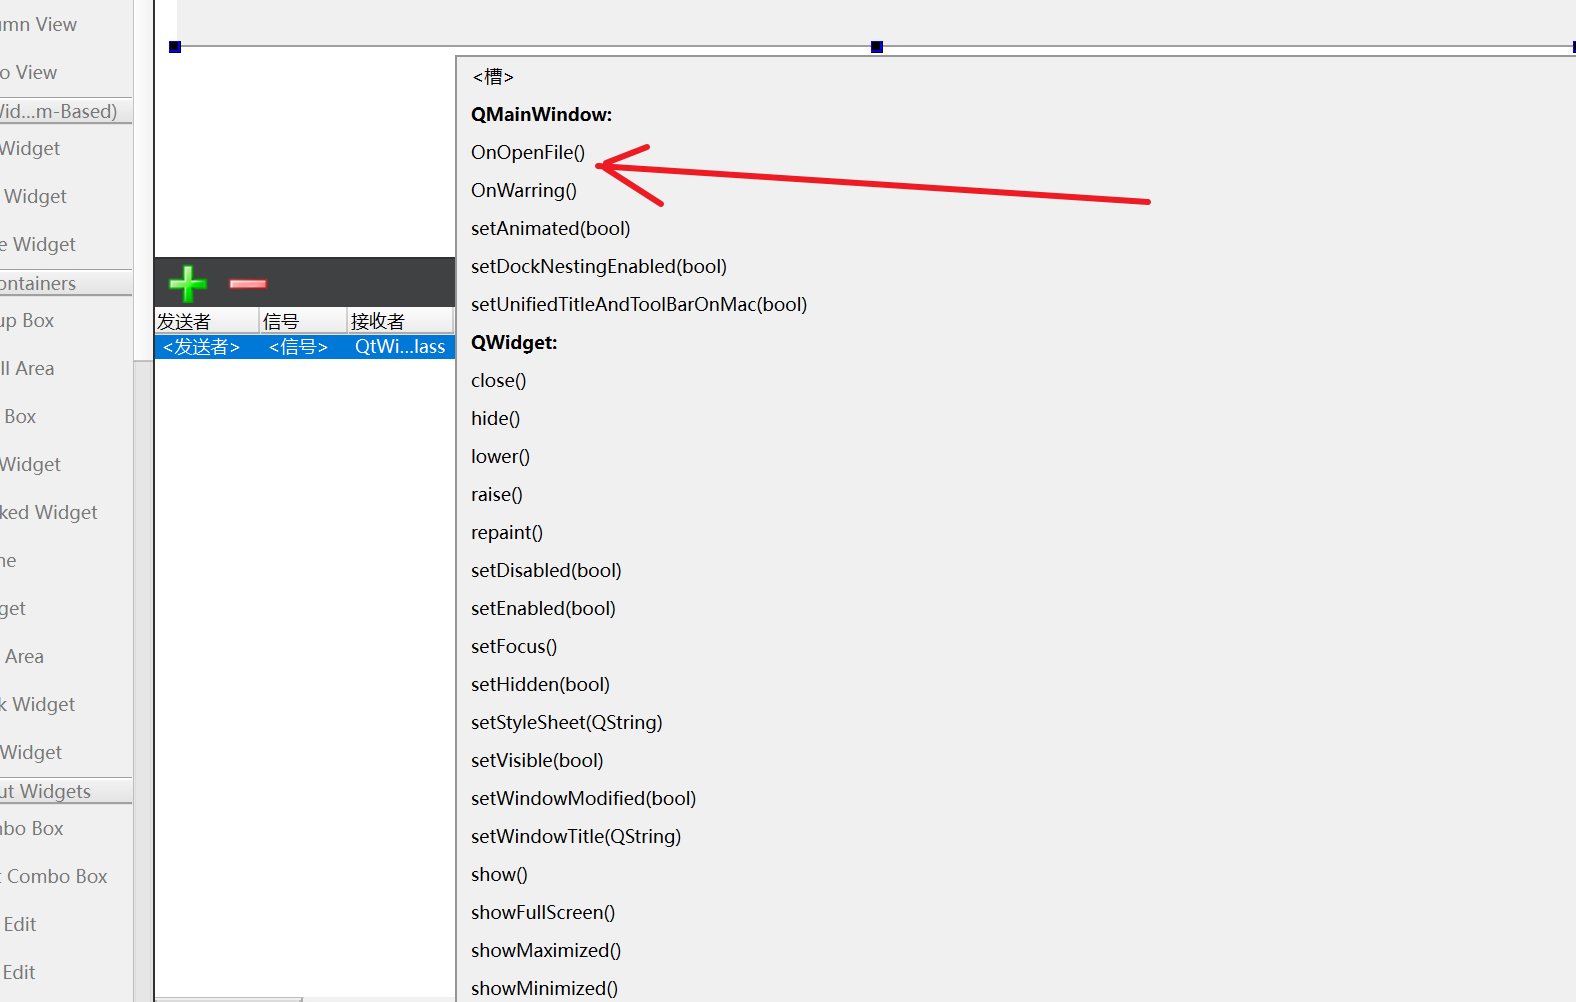 umn View
o View
Wid...m-Based)
Widget
Widget
e Widget
ontainers
up Box
ll Area
Box
Widget
ked Widget
me
get
Area
k Widget
Widget
ut Widgets
nbo Box
t Combo Box
Edit
Edit
发送者 信号 接收者
<发送者> <信号> QtWi...lass
<槽>
QMainWindow:
OnOpenFile()
OnWarring()
setAnimated(bool)
setDockNestingEnabled(bool)
setUnifiedTitleAndToolBarOnMac(bool)
QWidget:
close()
hide()
lower()
raise()
repaint()
setDisabled(bool)
setEnabled(bool)
setFocus()
setHidden(bool)
setStyleSheet(QString)
setVisible(bool)
setWindowModified(bool)
setWindowTitle(QString)
show()
showFullScreen()
showMaximized()
showMinimized()